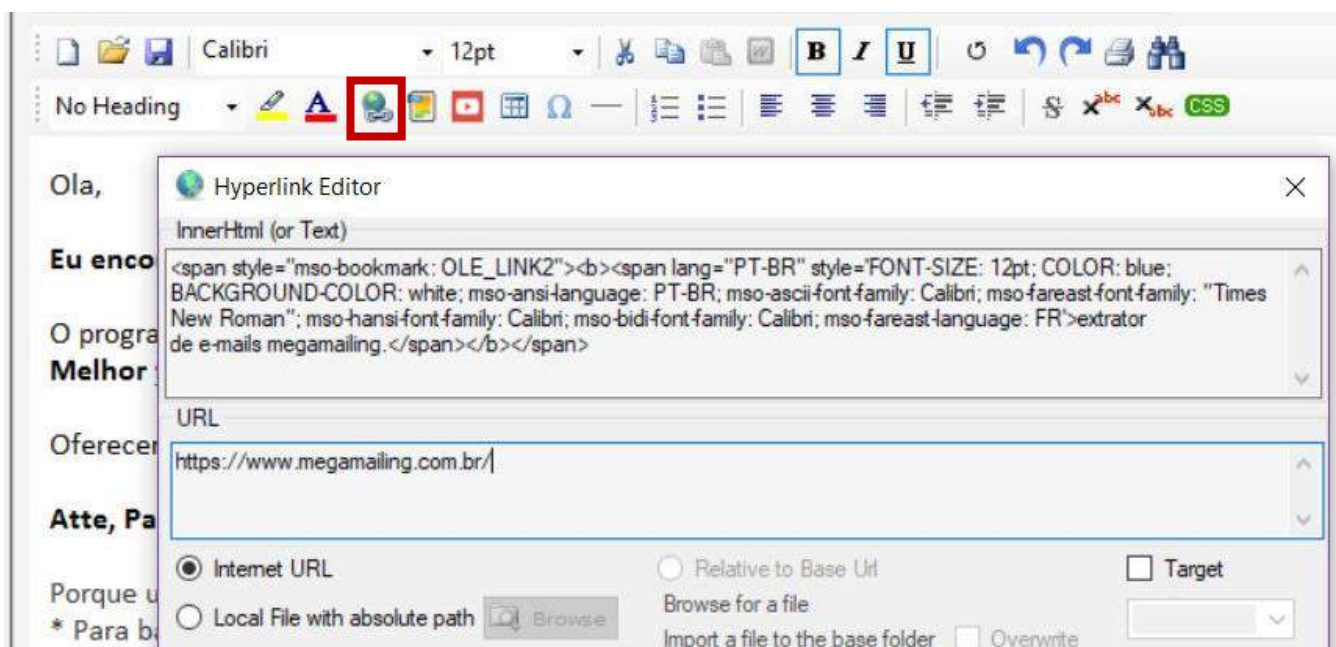 Calibri 12pt B I U
No Heading A Ω S xabc xabc CSS
Ola,
Hyperlink Editor
InnerHtml (or Text)
Eu enco
<span style="mso-bookmark: OLE_LINK2"><b><span lang="PT-BR" style='FONT-SIZE: 12pt; COLOR: blue;
BACKGROUND-COLOR: white; mso-ansi-language: PT-BR; mso-ascii-font-family: Calibri; mso-fareast-font-family: "Times
New Roman"; mso-hansi-font-family: Calibri; mso-bidi-font-family: Calibri; mso-fareast-language: FR'>extrator
de e-mails megamailing.</span></b></span>
O progra
Melhor
URL
Oferecer
https://www.megamailing.com.br/
Atte, Pa
Internet URL Relative to Base Url Target
Porque u
Local File with absolute path Browse Browse for a file
* Para ba
Import a file to the base folder Overwrite